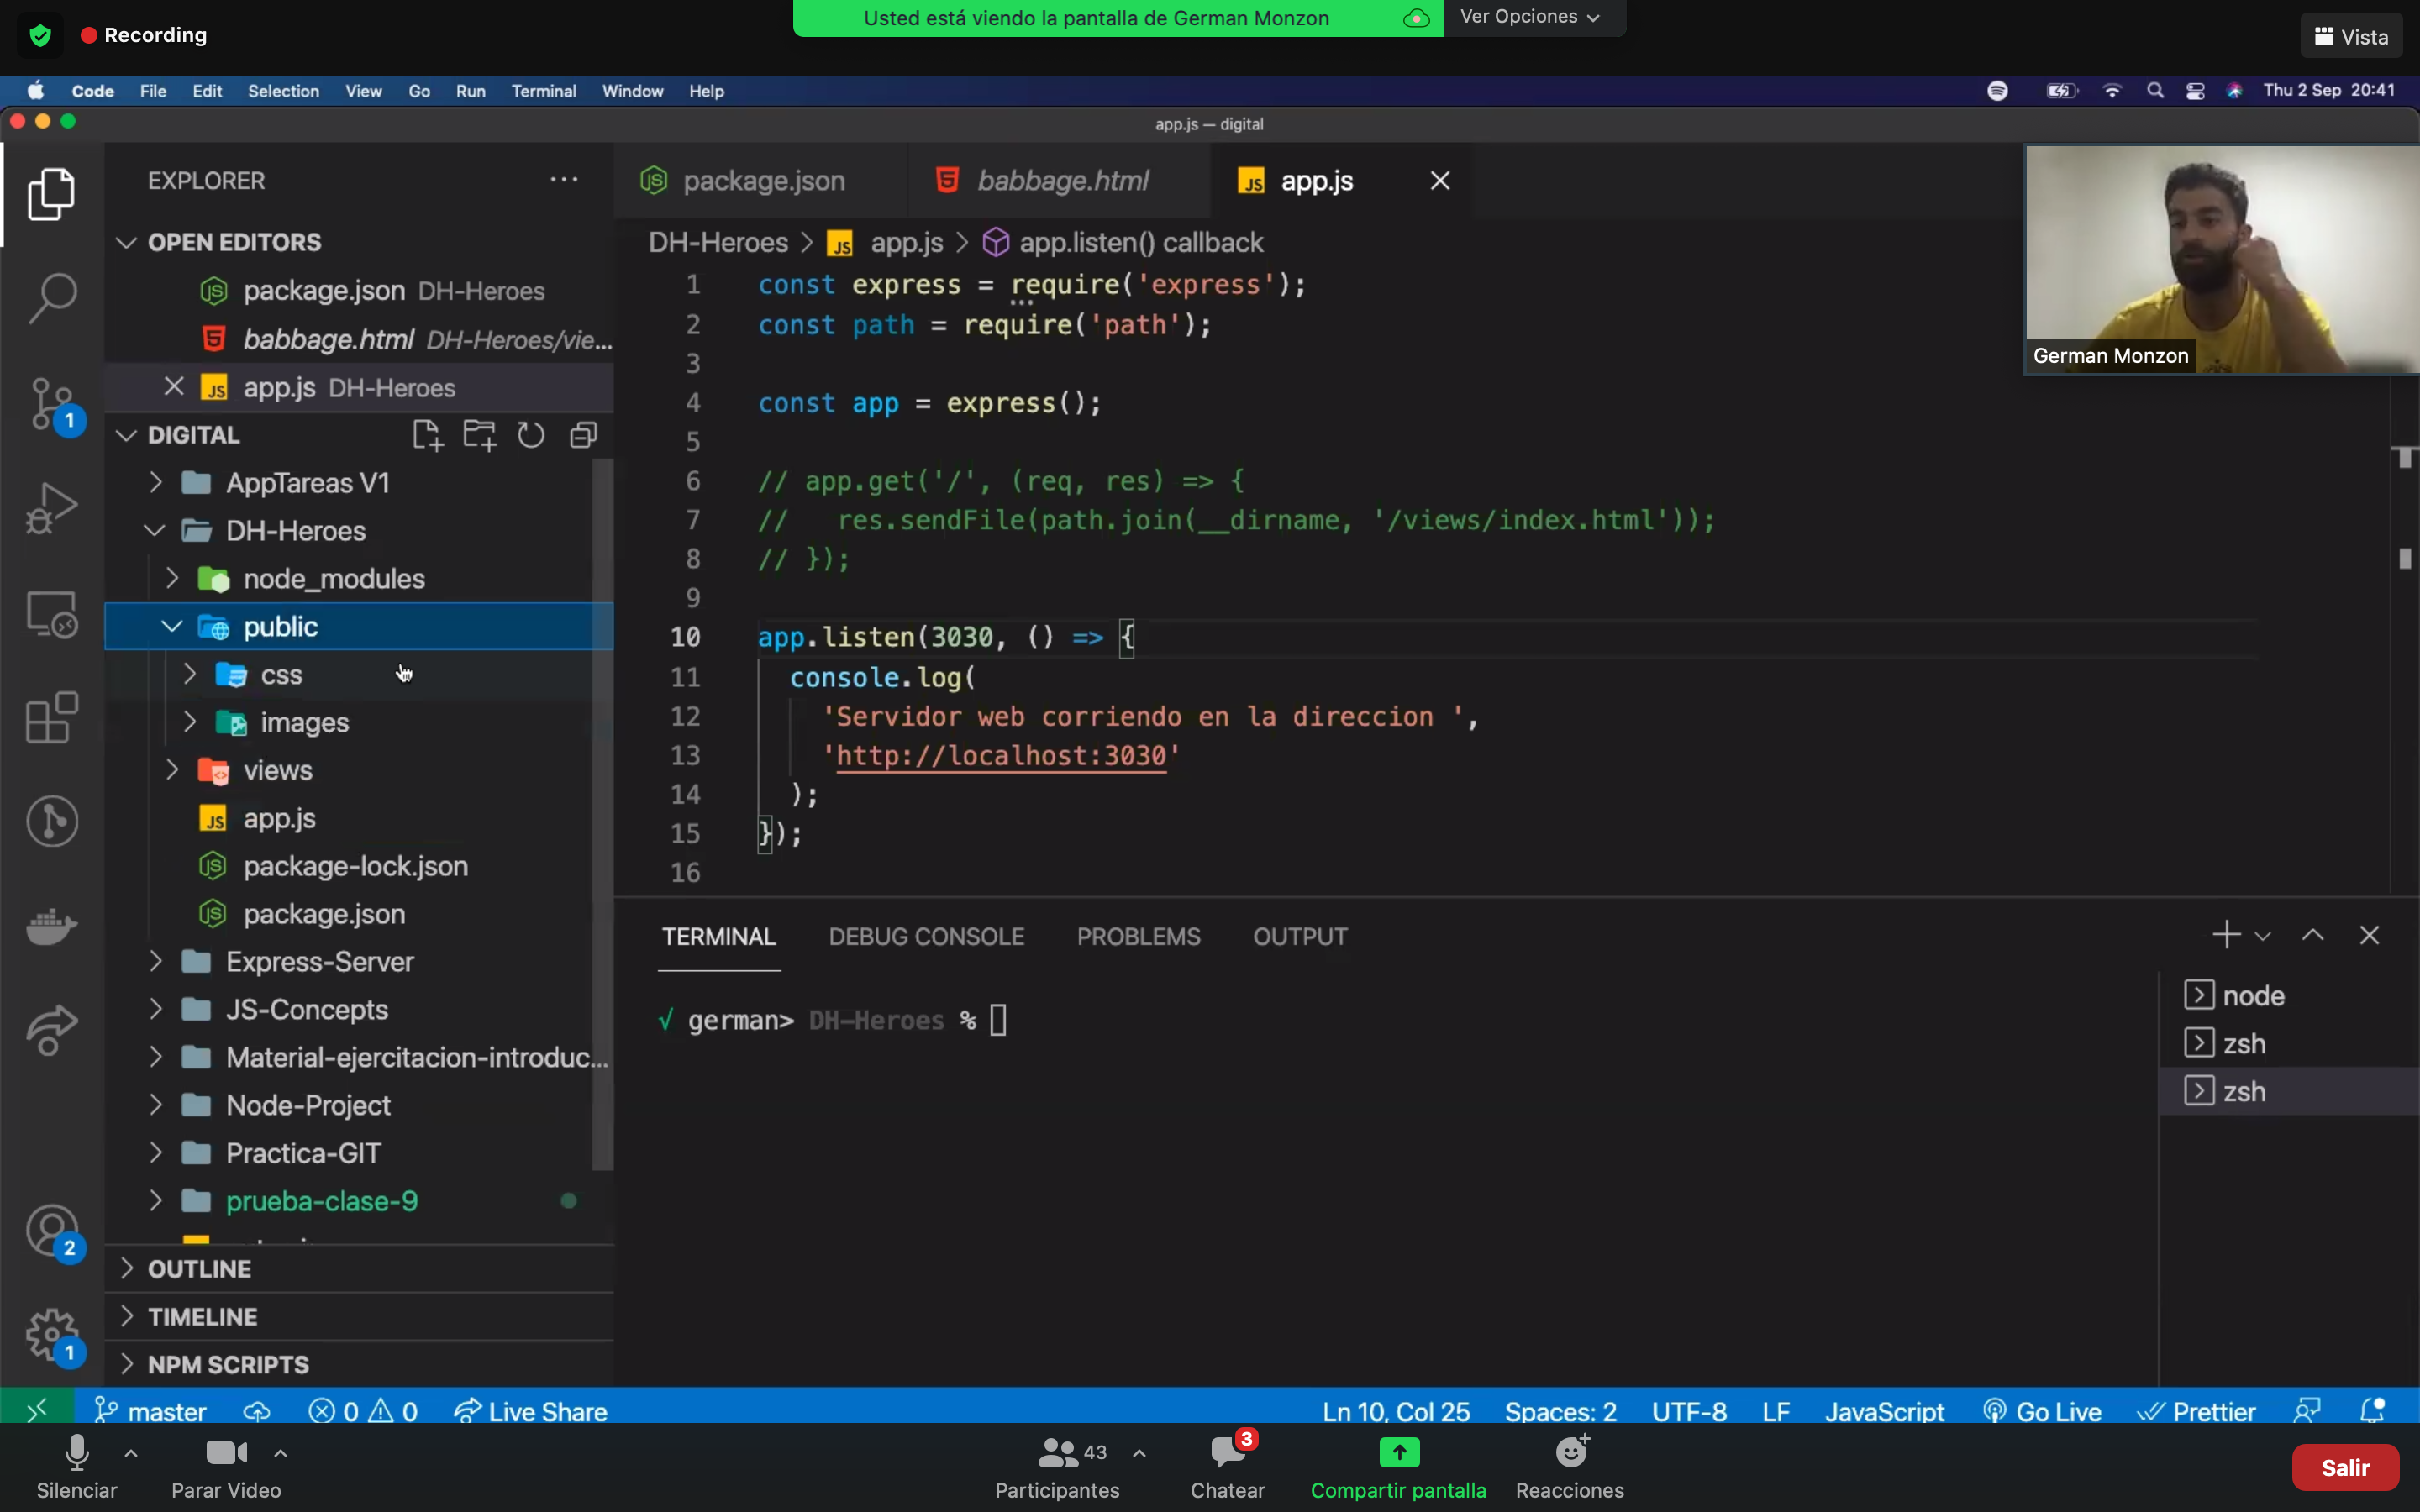 Recording
Usted está viendo la pantalla de German Monzon
Ver Opciones
Vista
Code File Edit Selection View Go Run Terminal Window Help
Thu 2 Sep 20:41
app.js — digital
EXPLORER
OPEN EDITORS
package.json DH-Heroes
babbage.html DH-Heroes/vie...
app.js DH-Heroes
DIGITAL
AppTareas V1
DH-Heroes
node_modules
public
css
images
views
app.js
package-lock.json
package.json
Express-Server
JS-Concepts
Material-ejercitacion-introduc...
Node-Project
Practica-GIT
prueba-clase-9
OUTLINE
TIMELINE
NPM SCRIPTS
1
2
1
package.json
babbage.html
app.js
DH-Heroes > app.js > app.listen() callback
1 const express = require('express');
2 const path = require('path');
3
4 const app = express();
5
6 // app.get('/', (req, res) => {
7 //   res.sendFile(path.join(__dirname, '/views/index.html'));
8 // });
9
10 app.listen(3030, () => {
11   console.log(
12     'Servidor web corriendo en la direccion ',
13     'http://localhost:3030'
14   );
15 });
16
German Monzon
TERMINAL DEBUG CONSOLE PROBLEMS OUTPUT
√ german> DH-Heroes %
node
zsh
zsh
master 0 0 Live Share
Ln 10, Col 25 Spaces: 2 UTF-8 LF JavaScript Go Live Prettier
Silenciar
Parar Video
43
Participantes
3
Chatear
Compartir pantalla
Reacciones
Salir